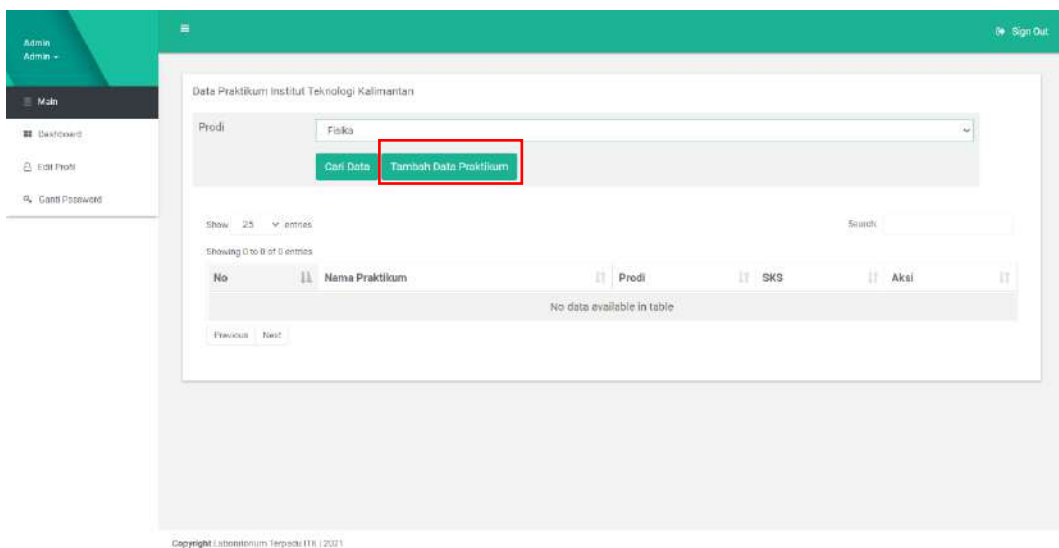 Admin
Admin
Sign Out
Main
Dashboard
Edit Profil
Ganti Password
Data Praktikum Institut Teknologi Kalimantan
Prodi
Fisika
Cari Data Tambah Data Praktikum
Show 25 entries
Search:
Showing 0 to 0 of 0 entries
No Nama Praktikum Prodi SKS Aksi
No data available in table
Previous Next
Copyright Laboratorium Terpadu ITK | 2021